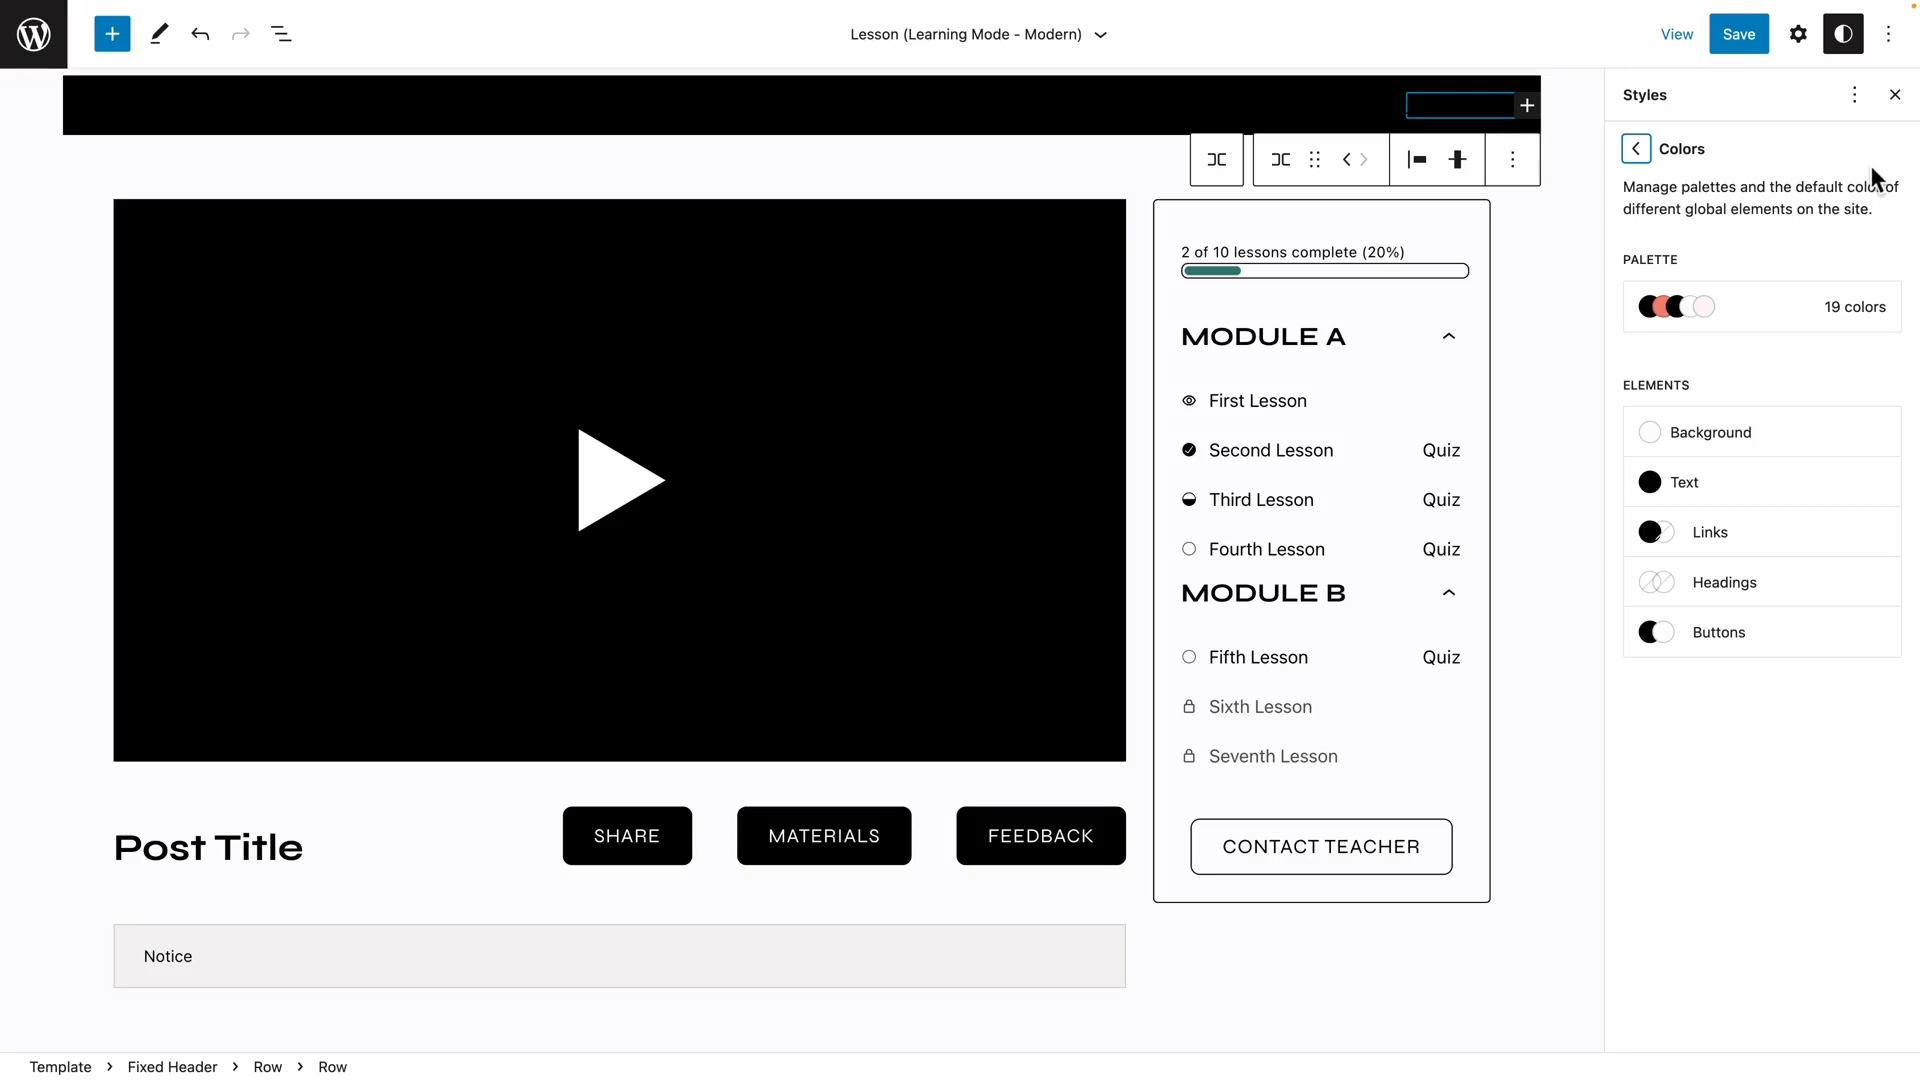 Lesson (Learning Mode - Modern)
View
Save
Styles
Colors
Manage palettes and the default color of
different global elements on the site.
PALETTE
19 colors
ELEMENTS
Background
Text
Links
Headings
Buttons
2 of 10 lessons complete (20%)
MODULE A
First Lesson
Second Lesson Quiz
Third Lesson Quiz
Fourth Lesson Quiz
MODULE B
Fifth Lesson Quiz
Sixth Lesson
Seventh Lesson
CONTACT TEACHER
Post Title
SHARE
MATERIALS
FEEDBACK
Notice
Template > Fixed Header > Row > Row